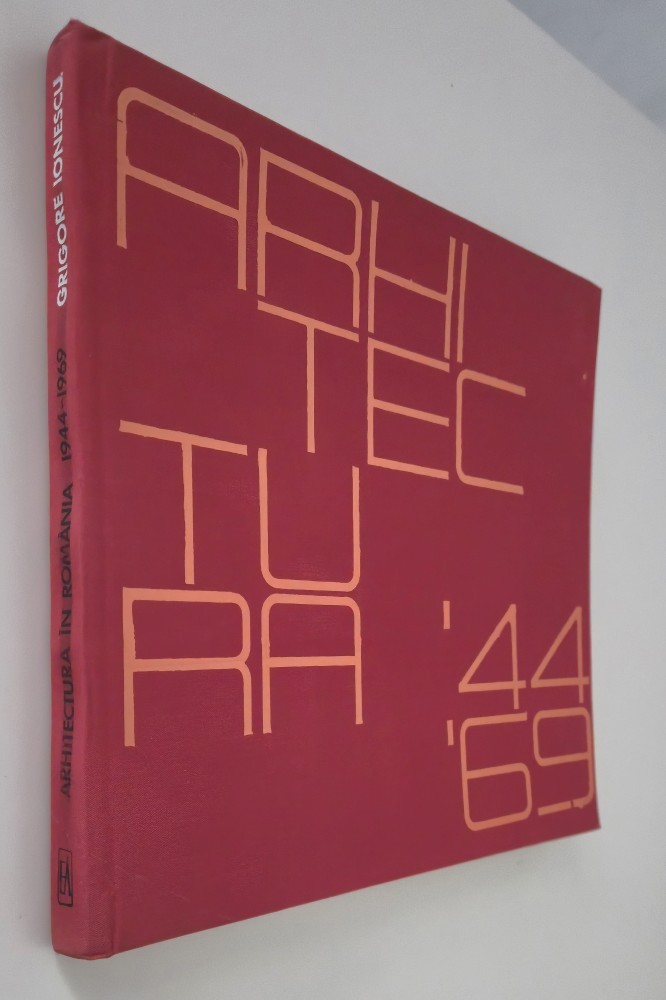 ARHI
TEC
TU
RA '44
'69
ARHITECTURA ÎN ROMÂNIA 1944-1969 GRIGORE IONESCU